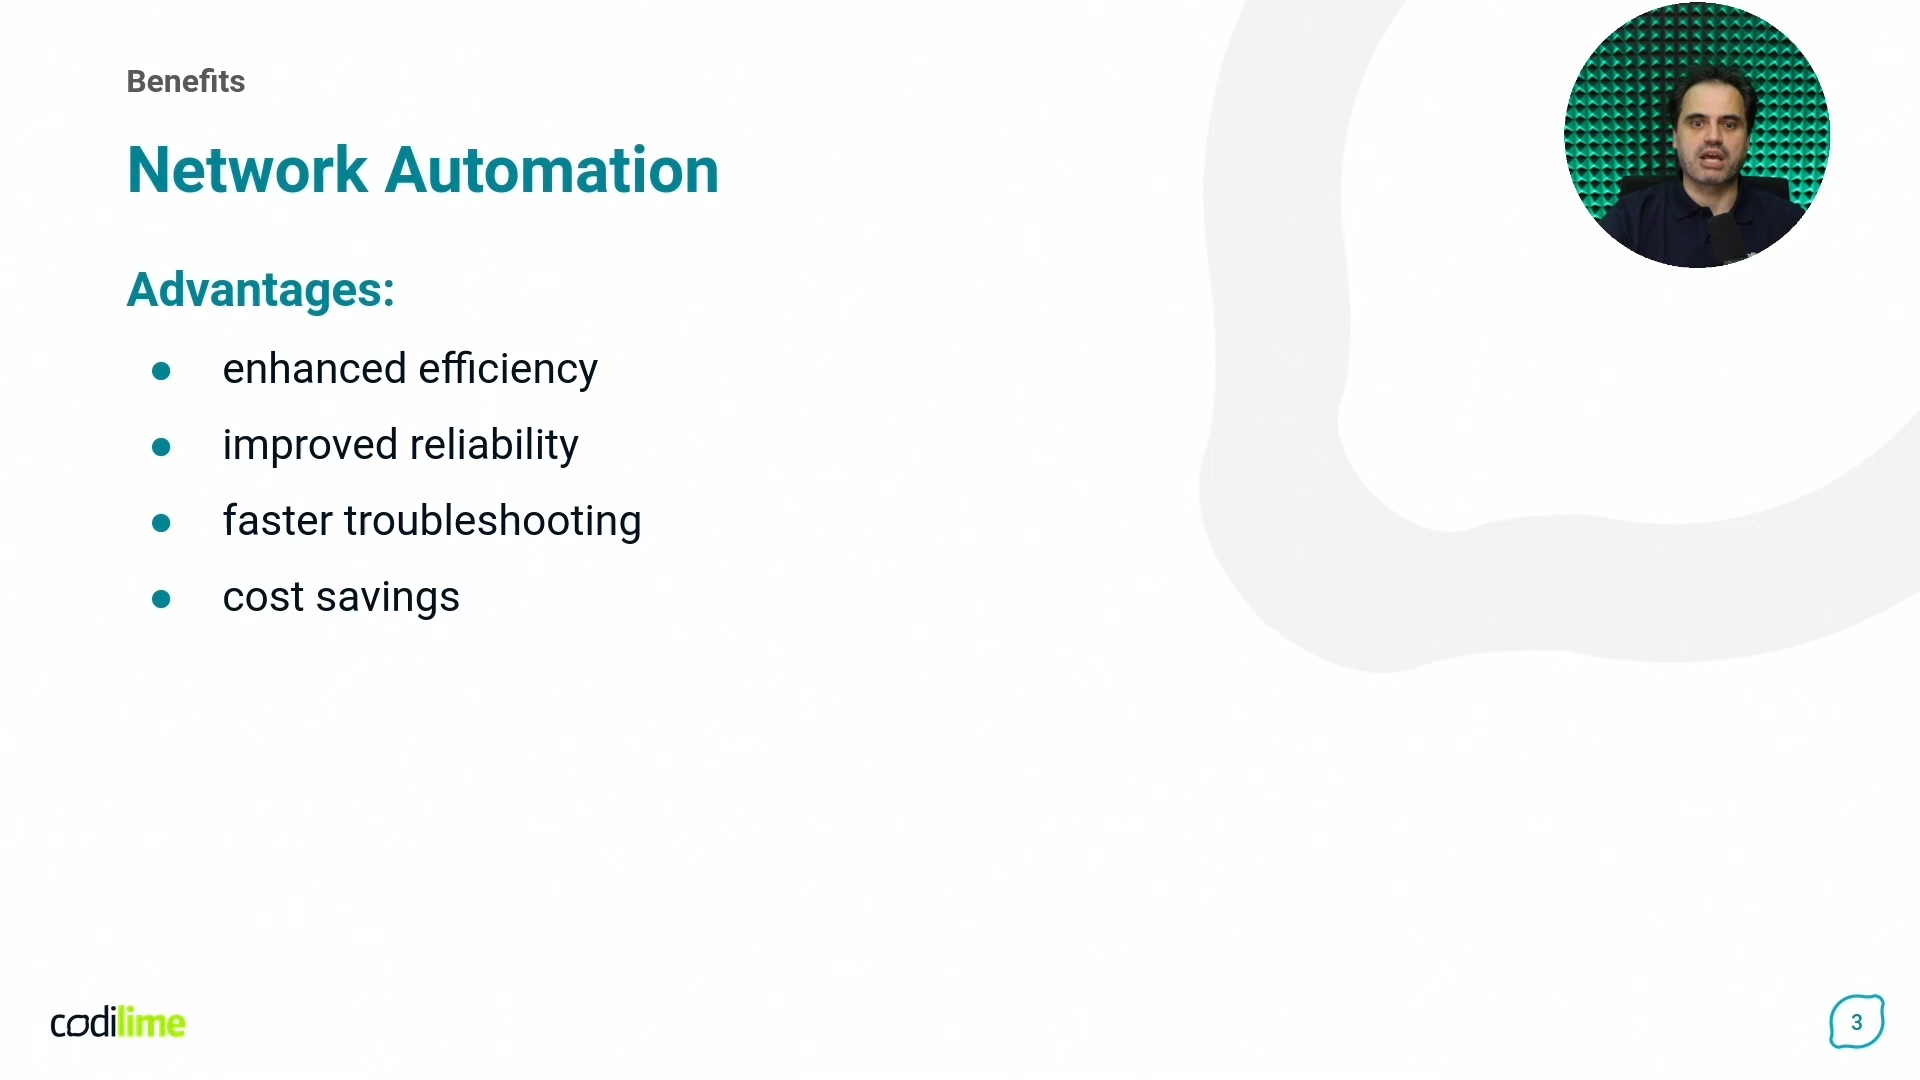 Benefits
Network Automation
Advantages:
● enhanced efficiency
● improved reliability
● faster troubleshooting
● cost savings
codilime
3